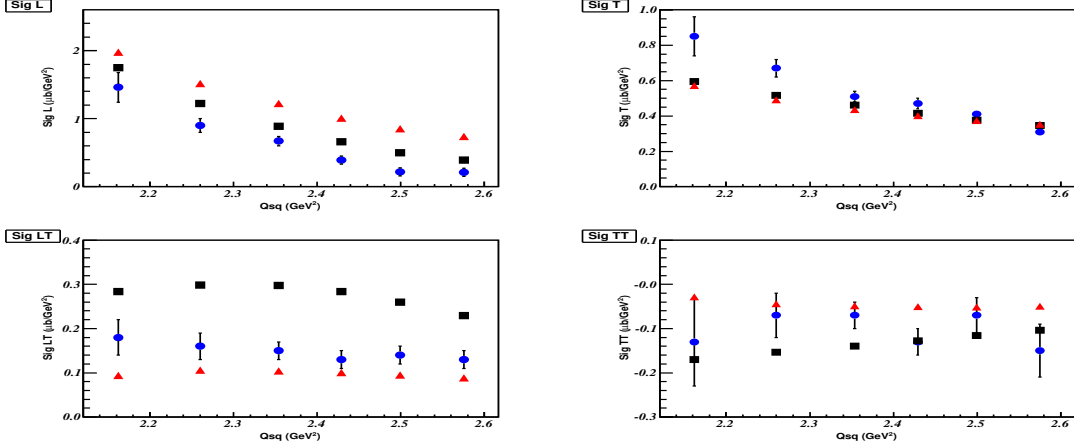 Sig L
Sig L (μb/GeV²)
2
1
0
2.2 2.3 2.4 2.5 2.6
Qsq (GeV²)
Sig T
Sig T (μb/GeV²)
1.0
0.8
0.6
0.4
0.2
0.0
2.2 2.3 2.4 2.5 2.6
Qsq (GeV²)
Sig LT
Sig LT (μb/GeV²)
0.4
0.3
0.2
0.1
0.0
2.2 2.3 2.4 2.5 2.6
Qsq (GeV²)
Sig TT
Sig TT (μb/GeV²)
0.1
-0.0
-0.1
-0.2
-0.3
2.2 2.3 2.4 2.5 2.6
Qsq (GeV²)